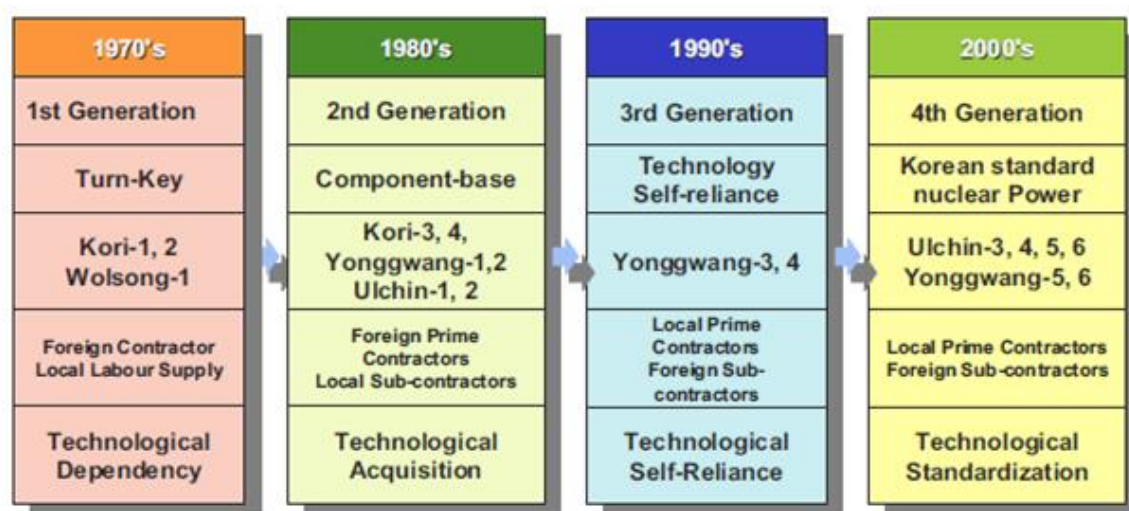 1970's
1st Generation
Turn-Key
Kori-1, 2
Wolsong-1
Foreign Contractor
Local Labour Supply
Technological
Dependency
1980's
2nd Generation
Component-base
Kori-3, 4,
Yonggwang-1,2
Ulchin-1, 2
Foreign Prime
Contractors
Local Sub-contractors
Technological
Acquisition
1990's
3rd Generation
Technology
Self-reliance
Yonggwang-3, 4
Local Prime
Contractors
Foreign Sub-
contractors
Technological
Self-Reliance
2000's
4th Generation
Korean standard
nuclear Power
Ulchin-3, 4, 5, 6
Yonggwang-5, 6
Local Prime Contractors
Foreign Sub-contractors
Technological
Standardization